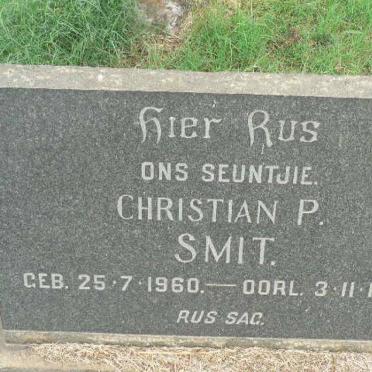 Hier Rus
ONS SEUNTJIE.
CHRISTIAN P.
SMIT.
GEB. 25·7·1960.—OORL. 3·11·
RUS SAG.